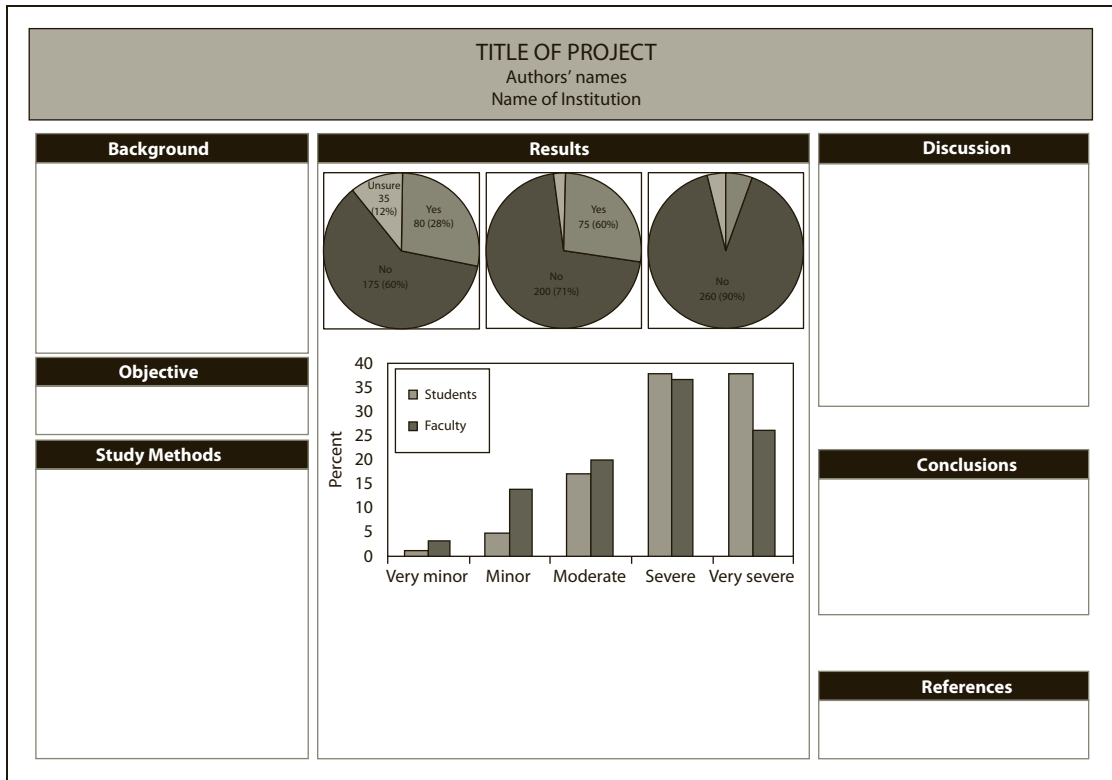 TITLE OF PROJECT
Authors' names
Name of Institution
Background
Objective
Study Methods
Results
Unsure
35
(12%)
Yes
80 (28%)
No
175 (60%)
Yes
75 (60%)
No
200 (71%)
No
260 (90%)
40
35
30
25
20
15
10
5
0
Percent
Students
Faculty
Very minor
Minor
Moderate
Severe
Very severe
Discussion
Conclusions
References